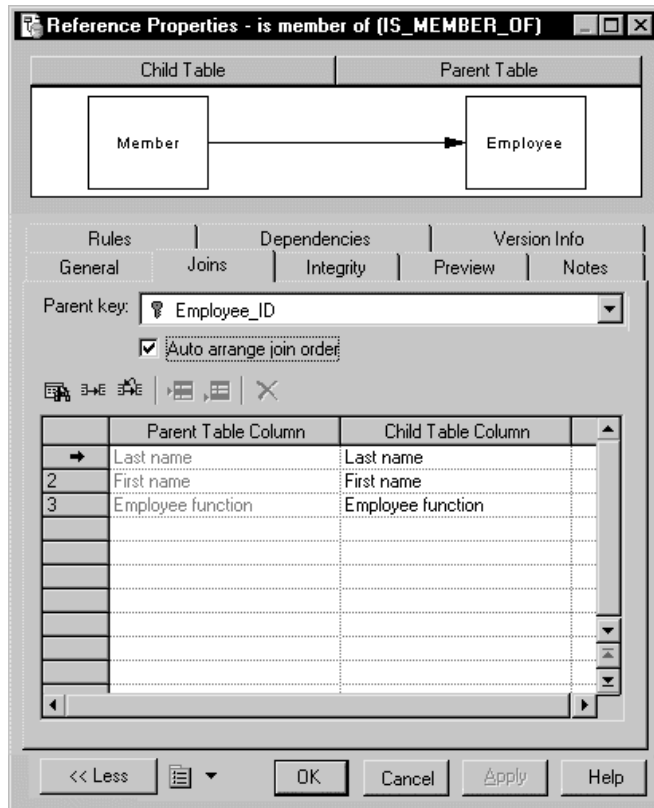 Reference Properties - is member of (IS_MEMBER_OF)
Child Table Parent Table
Member Employee
Rules Dependencies Version Info
General Joins Integrity Preview Notes
Parent key: Employee_ID
Auto arrange join order
Parent Table Column Child Table Column
Last name Last name
2 First name First name
3 Employee function Employee function
<< Less OK Cancel Apply Help